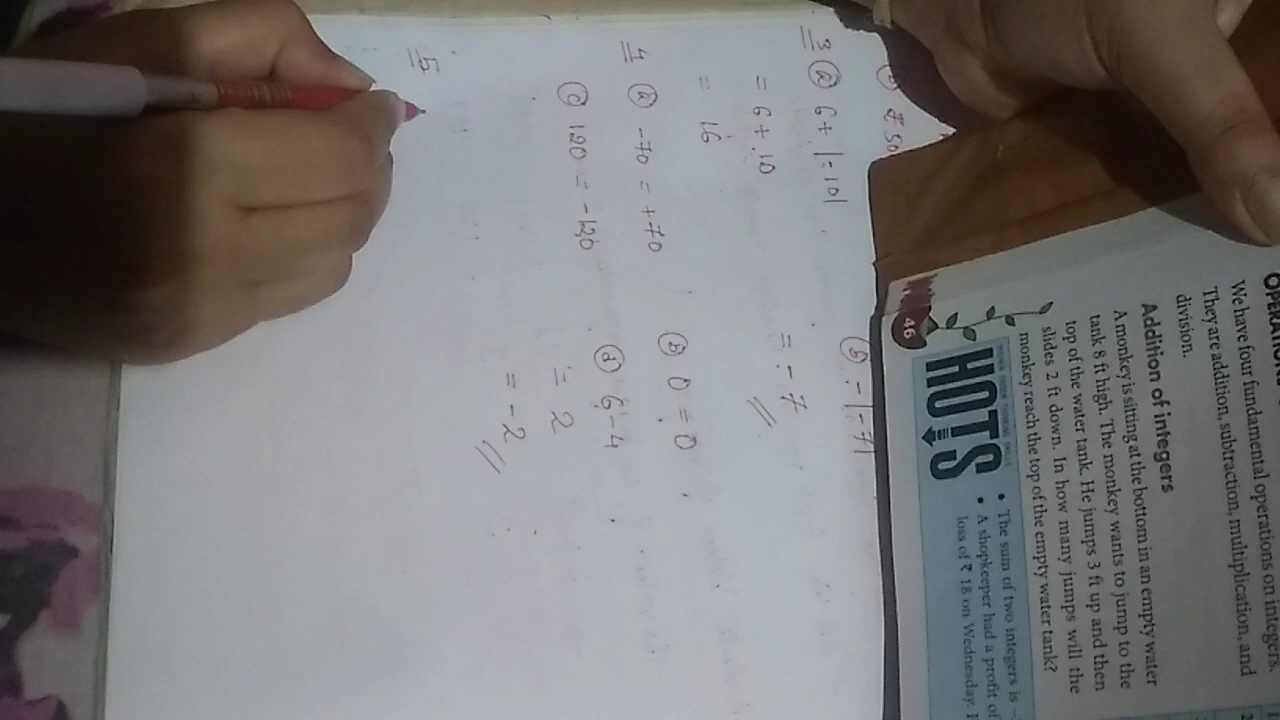 (b) ₹ 50
3 (a) 6 + |-10|
= 6 + 10
= 16
(b) - |-7|
= - 7
4 (a) -70 = +70
(b) 0 = 0
(c) 120 = -120
(d) 6-4
= 2
= -2
5
We have four fundamental operations on integers.
They are addition, subtraction, multiplication, and
division.
Addition of integers
A monkey is sitting at the bottom in an empty water
tank 8 ft high. The monkey wants to jump to the
top of the water tank. He jumps 3 ft up and then
slides 2 ft down. In how many jumps will the
monkey reach the top of the empty water tank?
46
HOTS
• The sum of two integers is –
• A shopkeeper had a profit of
loss of ₹ 18 on Wednesday.